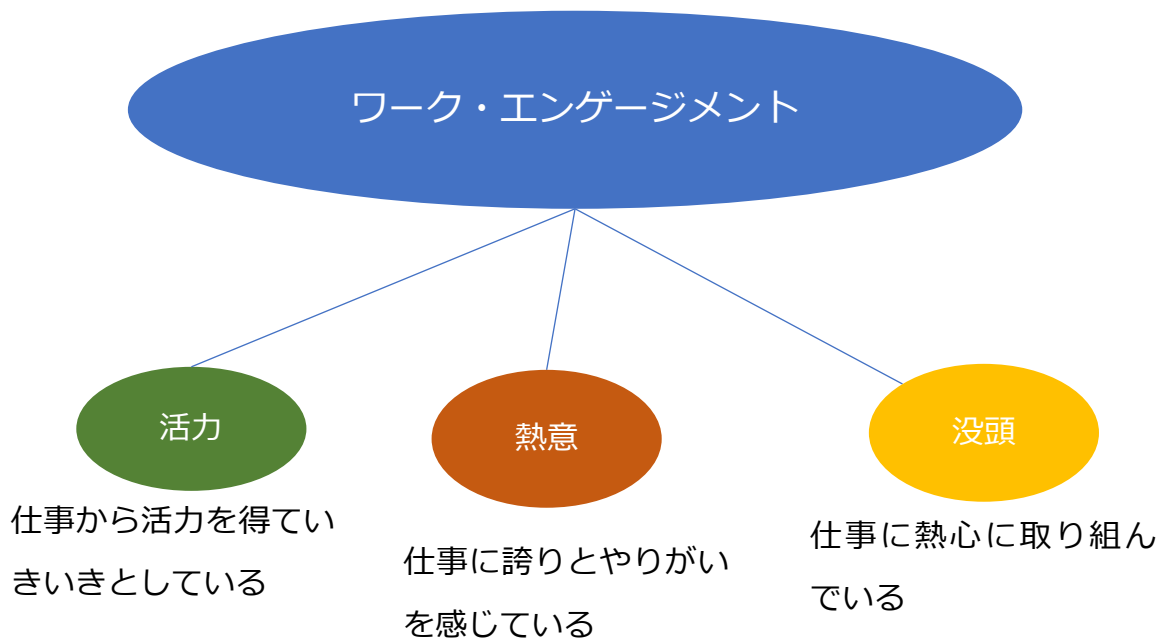 ワーク・エンゲージメント
活力
仕事から活力を得てい
きいきとしている
熱意
仕事に誇りとやりがい
を感じている
没頭
仕事に熱心に取り組ん
でいる